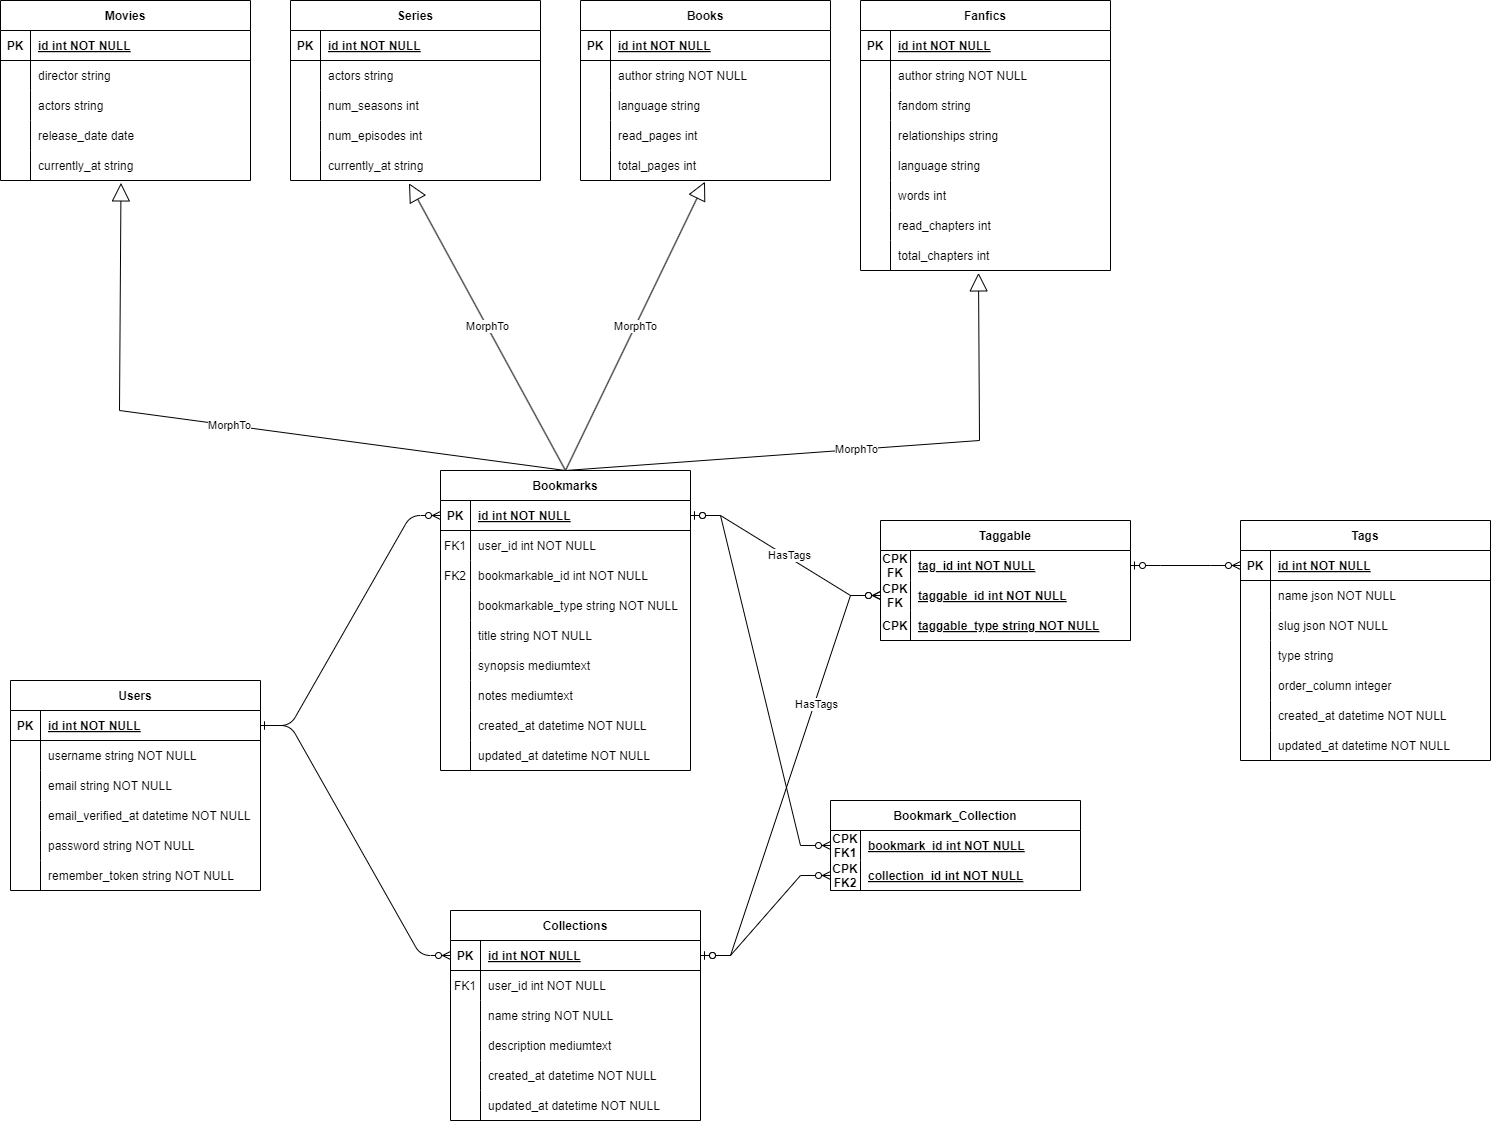 Movies
PK id int NOT NULL
director string
actors string
release_date date
currently_at string
Series
PK id int NOT NULL
actors string
num_seasons int
num_episodes int
currently_at string
Books
PK id int NOT NULL
author string NOT NULL
language string
read_pages int
total_pages int
Fanfics
PK id int NOT NULL
author string NOT NULL
fandom string
relationships string
language string
words int
read_chapters int
total_chapters int
MorphTo
MorphTo
MorphTo
MorphTo
Bookmarks
PK id int NOT NULL
FK1 user_id int NOT NULL
FK2 bookmarkable_id int NOT NULL
bookmarkable_type string NOT NULL
title string NOT NULL
synopsis mediumtext
notes mediumtext
created_at datetime NOT NULL
updated_at datetime NOT NULL
HasTags
HasTags
Taggable
CPK
FK
tag_id int NOT NULL
CPK
FK
taggable_id int NOT NULL
CPK taggable_type string NOT NULL
Tags
PK id int NOT NULL
name json NOT NULL
slug json NOT NULL
type string
order_column integer
created_at datetime NOT NULL
updated_at datetime NOT NULL
Users
PK id int NOT NULL
username string NOT NULL
email string NOT NULL
email_verified_at datetime NOT NULL
password string NOT NULL
remember_token string NOT NULL
Bookmark_Collection
CPK
FK1
bookmark_id int NOT NULL
CPK
FK2
collection_id int NOT NULL
Collections
PK id int NOT NULL
FK1 user_id int NOT NULL
name string NOT NULL
description mediumtext
created_at datetime NOT NULL
updated_at datetime NOT NULL